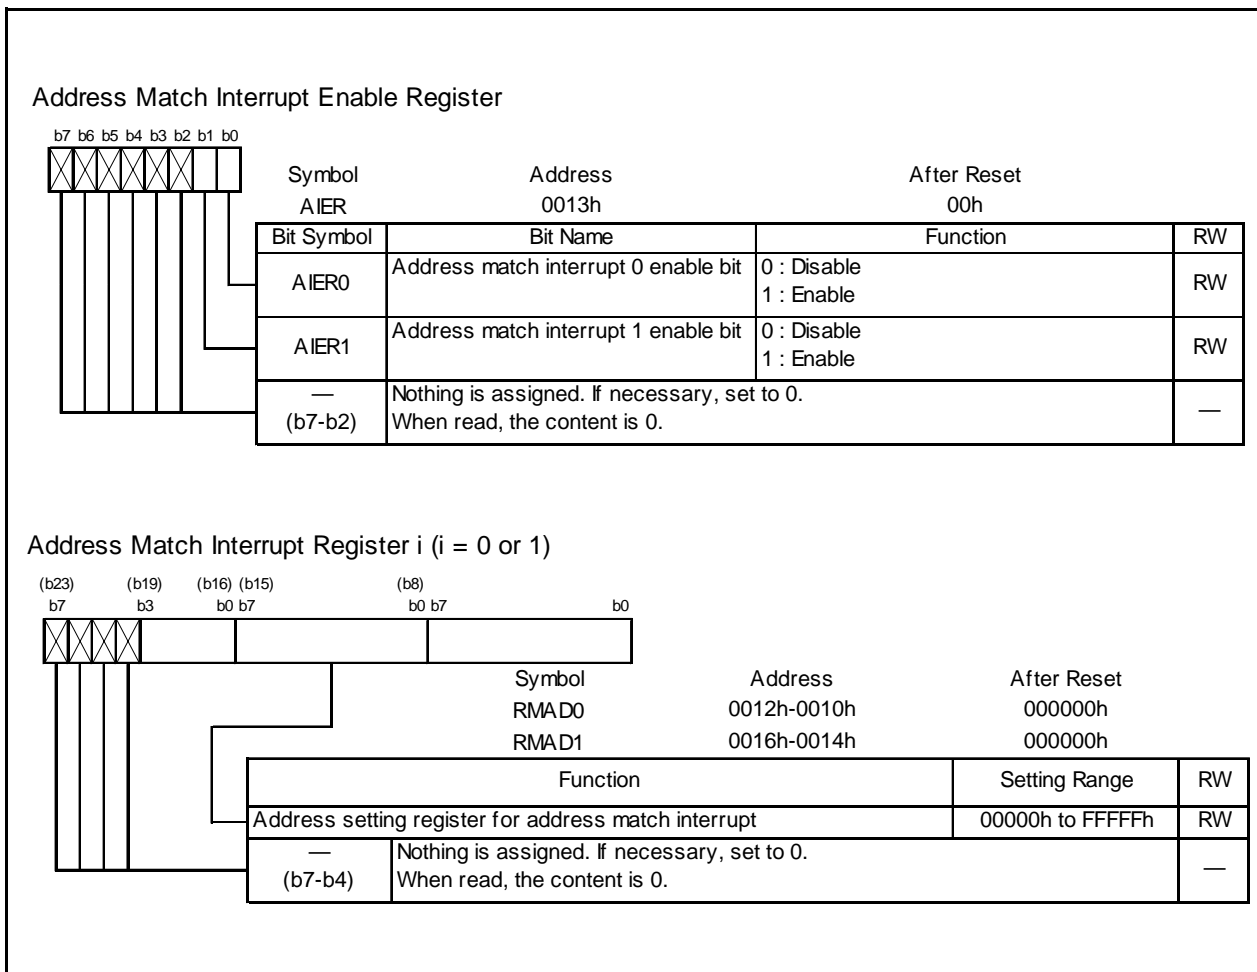 Address Match Interrupt Enable Register
b7 b6 b5 b4 b3 b2 b1 b0
Symbol Address After Reset
AIER 0013h 00h
Bit Symbol Bit Name Function RW
AIER0 Address match interrupt 0 enable bit 0 : Disable RW
1 : Enable
AIER1 Address match interrupt 1 enable bit 0 : Disable RW
1 : Enable
— Nothing is assigned. If necessary, set to 0. —
(b7-b2) When read, the content is 0.
Address Match Interrupt Register i (i = 0 or 1)
(b23) (b19) (b16) (b15) (b8)
b7 b3 b0 b7 b0 b7 b0
Symbol Address After Reset
RMAD0 0012h-0010h 000000h
RMAD1 0016h-0014h 000000h
Function Setting Range RW
Address setting register for address match interrupt 00000h to FFFFFh RW
— Nothing is assigned. If necessary, set to 0. —
(b7-b4) When read, the content is 0.